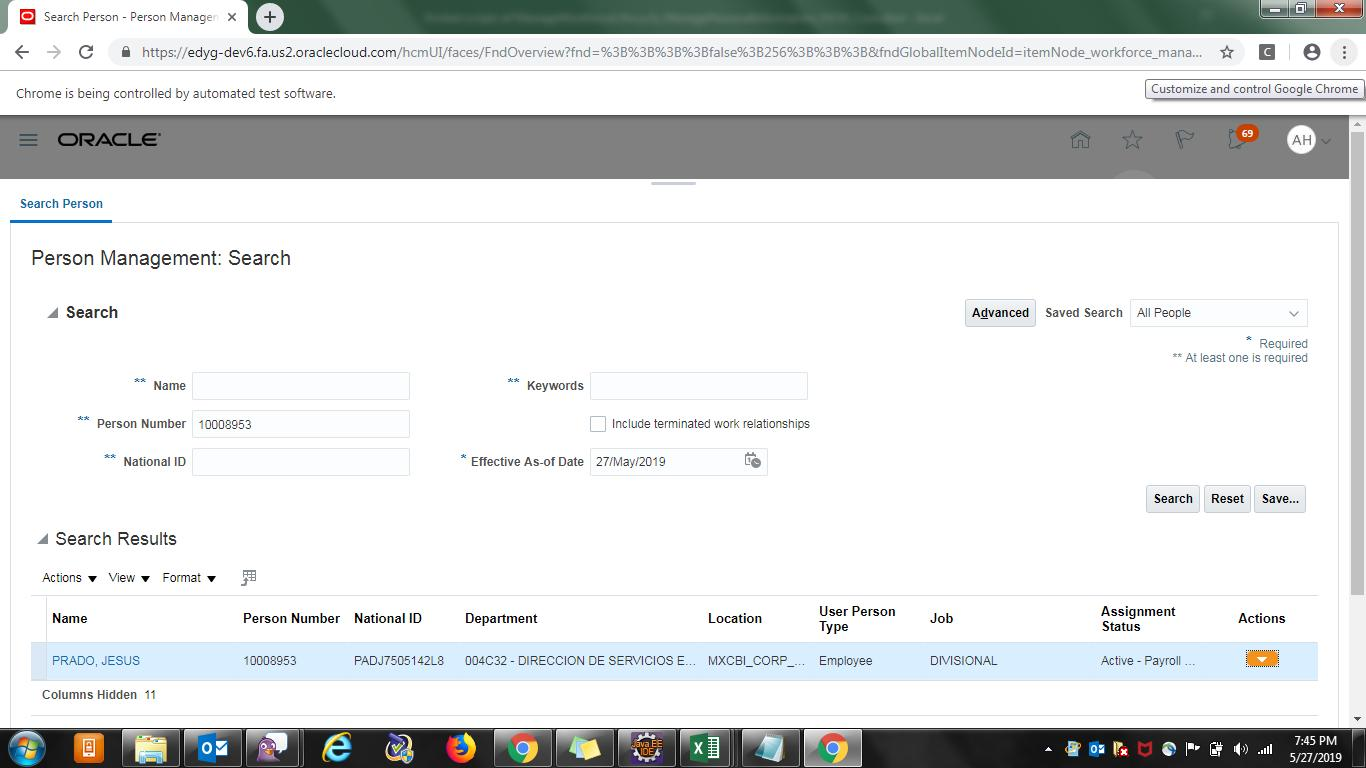 Search Person - Person Managen
https://edyg-dev6.fa.us2.oraclecloud.com/hcmUI/faces/FndOverview?fnd=%3B%3B%3B%3Bfalse%3B256%3B%3B%3B&fndGlobalItemNodeId=itemNode_workforce_mana...
C
Chrome is being controlled by automated test software.
Customize and control Google Chrome
ORACLE
69
AH
Search Person
Person Management: Search
Search
Advanced Saved Search All People
* Required
** At least one is required
** Name
** Keywords
** Person Number 10008953
Include terminated work relationships
** National ID
* Effective As-of Date 27/May/2019
Search Reset Save...
Search Results
Actions View Format
Name Person Number National ID Department Location User Person Type Job Assignment Status Actions
PRADO, JESUS 10008953 PADJ7505142L8 004C32 - DIRECCION DE SERVICIOS E... MXCBI_CORP_... Employee DIVISIONAL Active - Payroll ...
Columns Hidden 11
Java EE
IDE
7:45 PM
5/27/2019